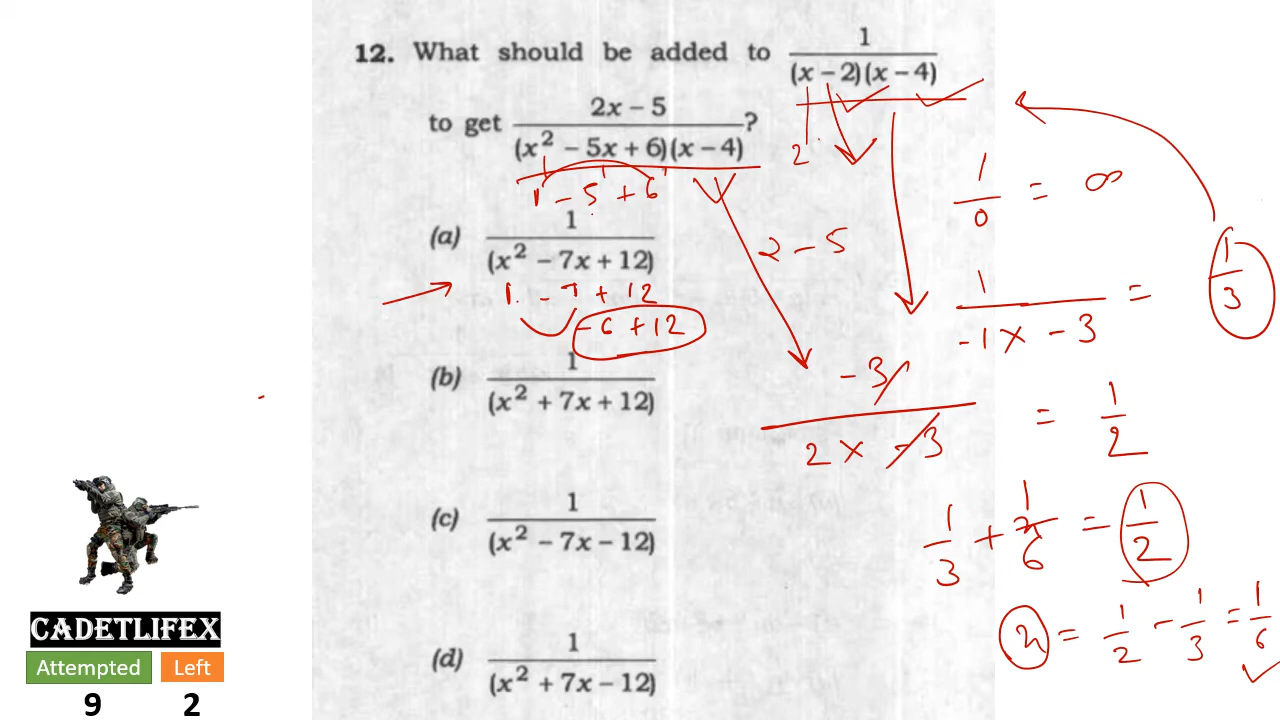 12. What should be added to 1/((x – 2)(x – 4))
to get (2x – 5)/((x² – 5x + 6)(x – 4))?
1 – 5 + 6
2
2 – 5
1/0 = ∞
(a) 1/(x² – 7x + 12)
1 – 7 + 12
– 6 + 12
1/(–1 x – 3) = 1/3
(b) 1/(x² + 7x + 12)
– 3/(2 x – 3) = 1/2
(c) 1/(x² – 7x – 12)
1/3 + 1/6 = 1/2
(d) 1/(x² + 7x – 12)
= 1/2 – 1/3 = 1/6
CADETLIFEX
Attempted Left
9 2